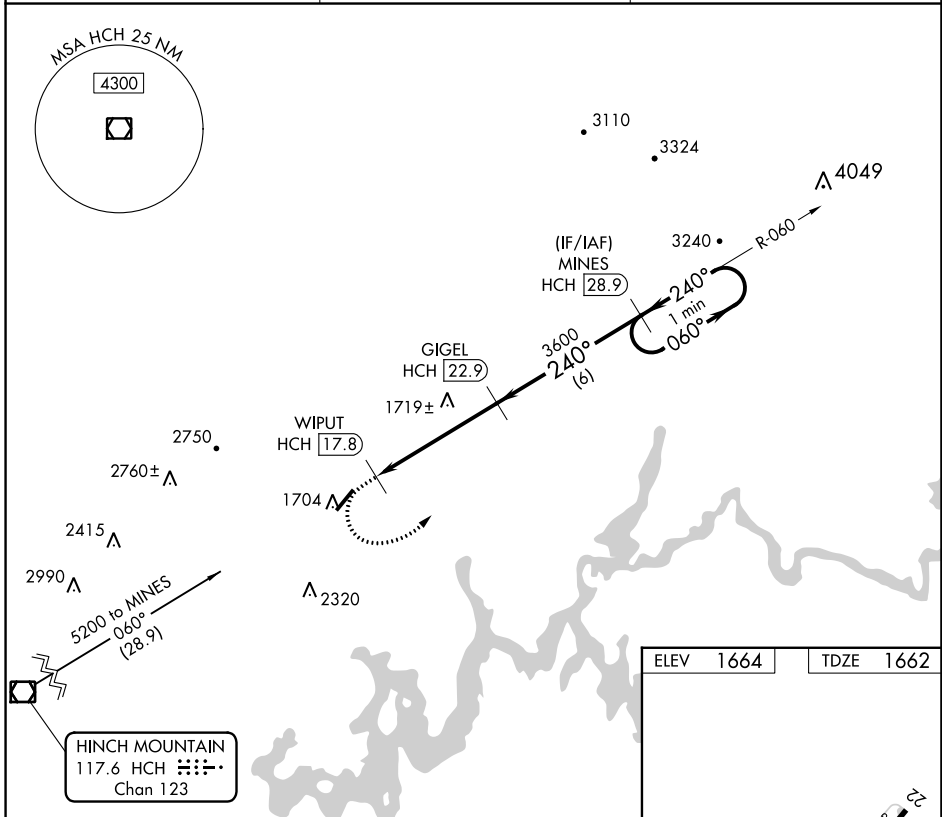 MSA HCH 25 NM
4300
3110
3324
4049
3240
R-060
(IF/IAF)
MINES
HCH 28.9
240°
1 min
060°
3600
240°
(6)
GIGEL
HCH 22.9
1719±
WIPUT
HCH 17.8
2750
2760±
1704
2415
2990
2320
5200 to MINES
060°
(28.9)
ELEV 1664
TDZE 1662
HINCH MOUNTAIN
117.6 HCH
Chan 123
22